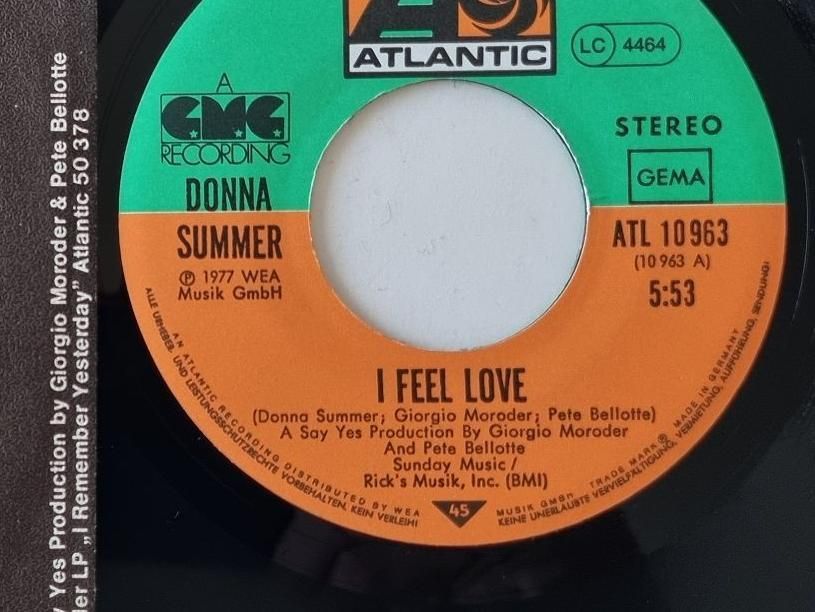 Yes Production by Giorgio Moroder & Pete Bellotte
der LP „I Remember Yesterday” Atlantic 50 378
ATLANTIC
LC 4464
A
GMG
RECORDING
STEREO
GEMA
DONNA
SUMMER
℗ 1977 WEA
Musik GmbH
ATL 10 963
(10 963 A)
5:53
I FEEL LOVE
(Donna Summer; Giorgio Moroder; Pete Bellotte)
A Say Yes Production By Giorgio Moroder
And Pete Bellotte
Sunday Music /
Rick's Musik, Inc. (BMI)
45
AN ATLANTIC RECORDING DISTRIBUTED BY WEA MUSIK GMBH TRADE MARK ® MADE IN GERMANY
ALLE URHEBER- UND LEISTUNGSSCHUTZRECHTE VORBEHALTEN. KEIN VERLEIH! KEINE UNERLAUBTE VERVIELFÄLTIGUNG, VERMIETUNG, AUFFÜHRUNG, SENDUNG!